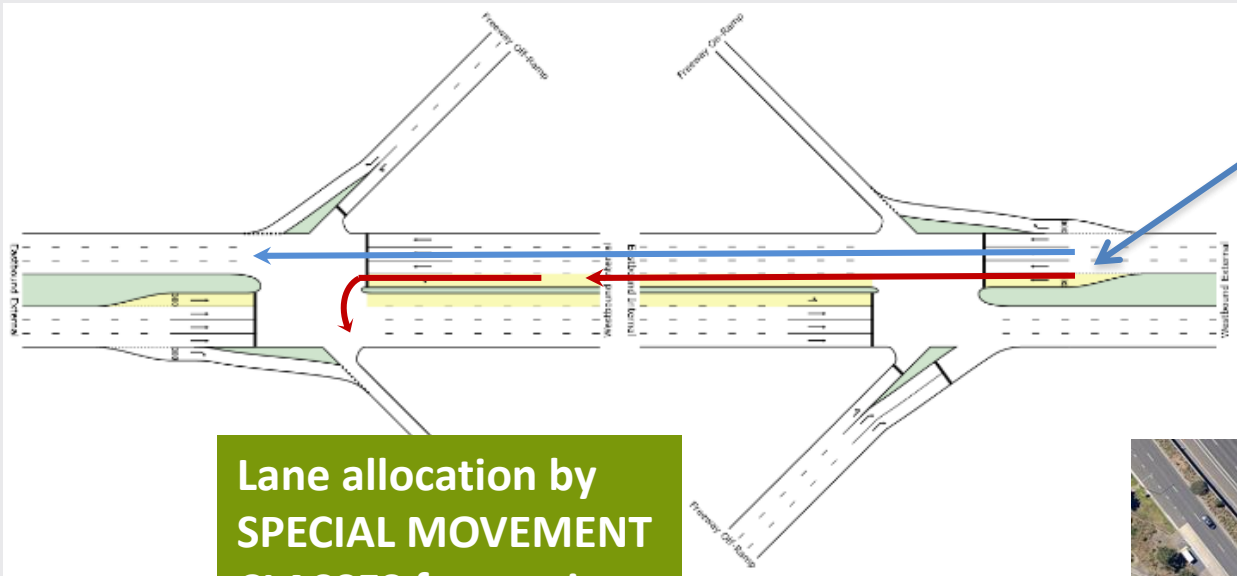 Freeway Off-Ramp
Freeway On-Ramp
Eastbound External
Westbound Internal
Eastbound Internal
Westbound External
Freeway Off-Ramp
Lane allocation by
SPECIAL MOVEMENT